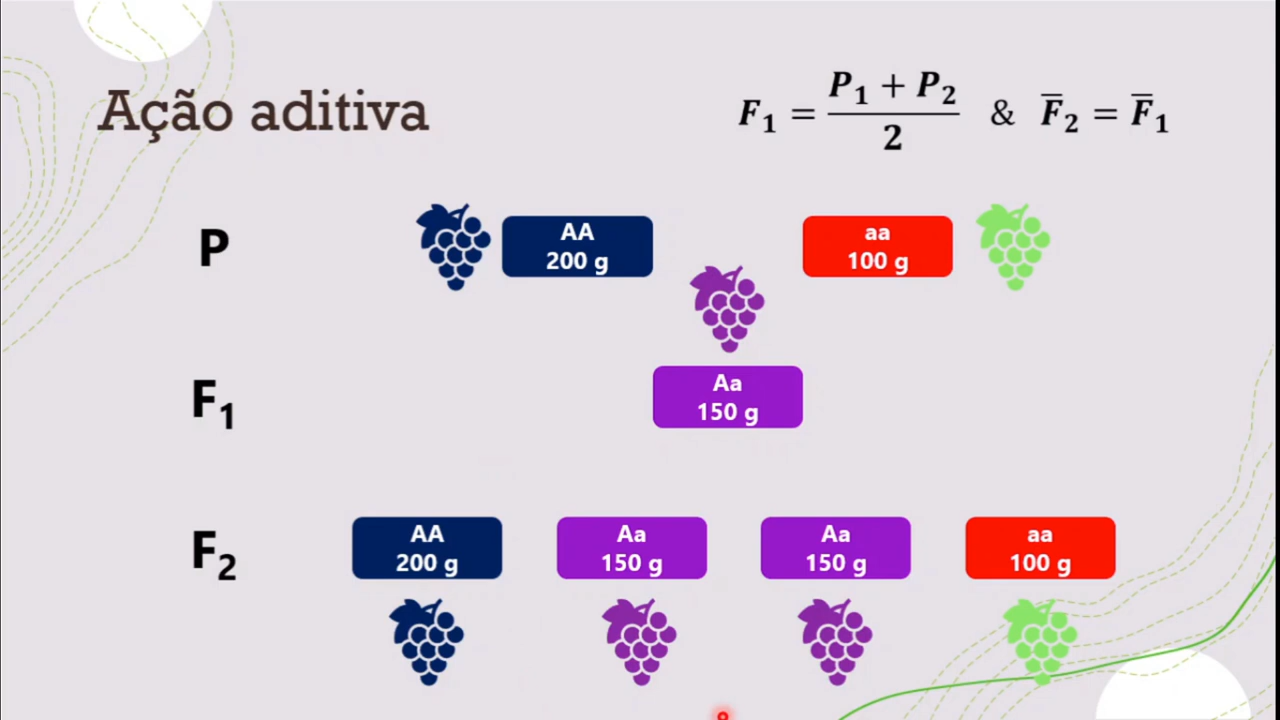 Ação aditiva
F₁ = (P₁ + P₂)/2 & F̅₂ = F̅₁
P
AA
200 g
aa
100 g
F₁
Aa
150 g
F₂
AA
200 g
Aa
150 g
Aa
150 g
aa
100 g